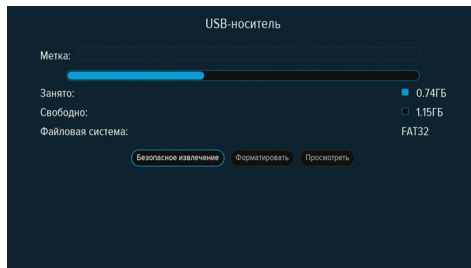 USB-носитель
Метка:
Занято: 0.74ГБ
Свободно: 1.15ГБ
Файловая система: FAT32
Безопасное извлечение Форматировать Просмотреть